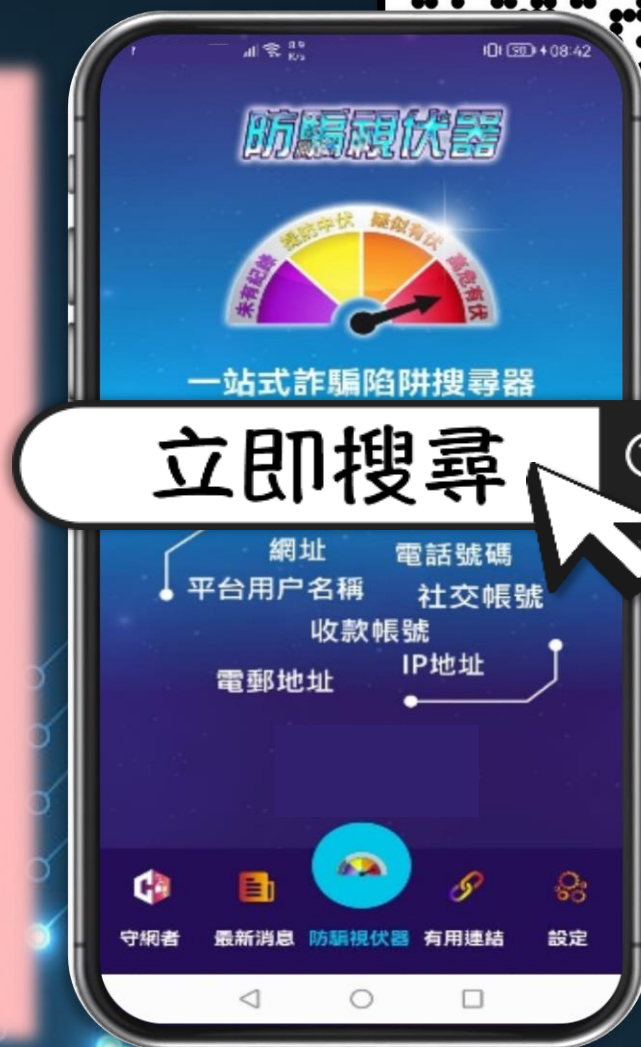 8.9 K/s 90 08:42
防騙視伏器
未有記錄 提防中伏 疑似有伏 高危有伏
一站式詐騙陷阱搜尋器
立即搜尋
網址 電話號碼
平台用户名稱 社交帳號
收款帳號
電郵地址 IP地址
守網者 最新消息 防騙視伏器 有用連結 設定